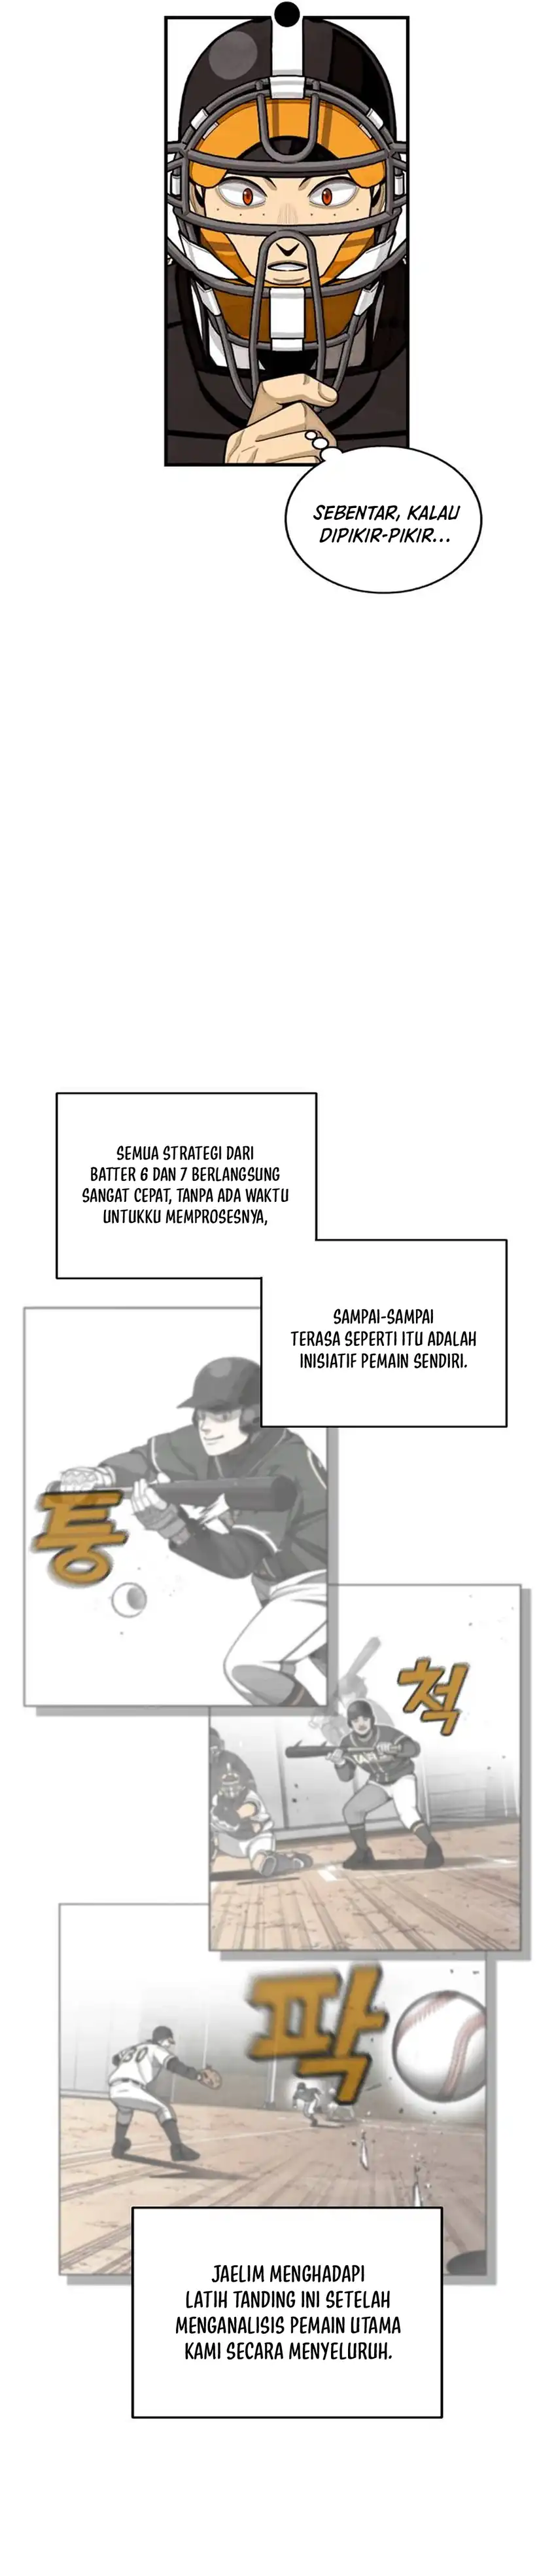 SEBENTAR, KALAU
DIPIKIR-PIKIR...
SEMUA STRATEGI DARI
BATTER 6 DAN 7 BERLANGSUNG
SANGAT CEPAT, TANPA ADA WAKTU
UNTUKKU MEMPROSESNYA,
SAMPAI-SAMPAI
TERASA SEPERTI ITU ADALAH
INISIATIF PEMAIN SENDIRI.
퉁
척
팍
JAELIM MENGHADAPI
LATIH TANDING INI SETELAH
MENGANALISIS PEMAIN UTAMA
KAMI SECARA MENYELURUH.